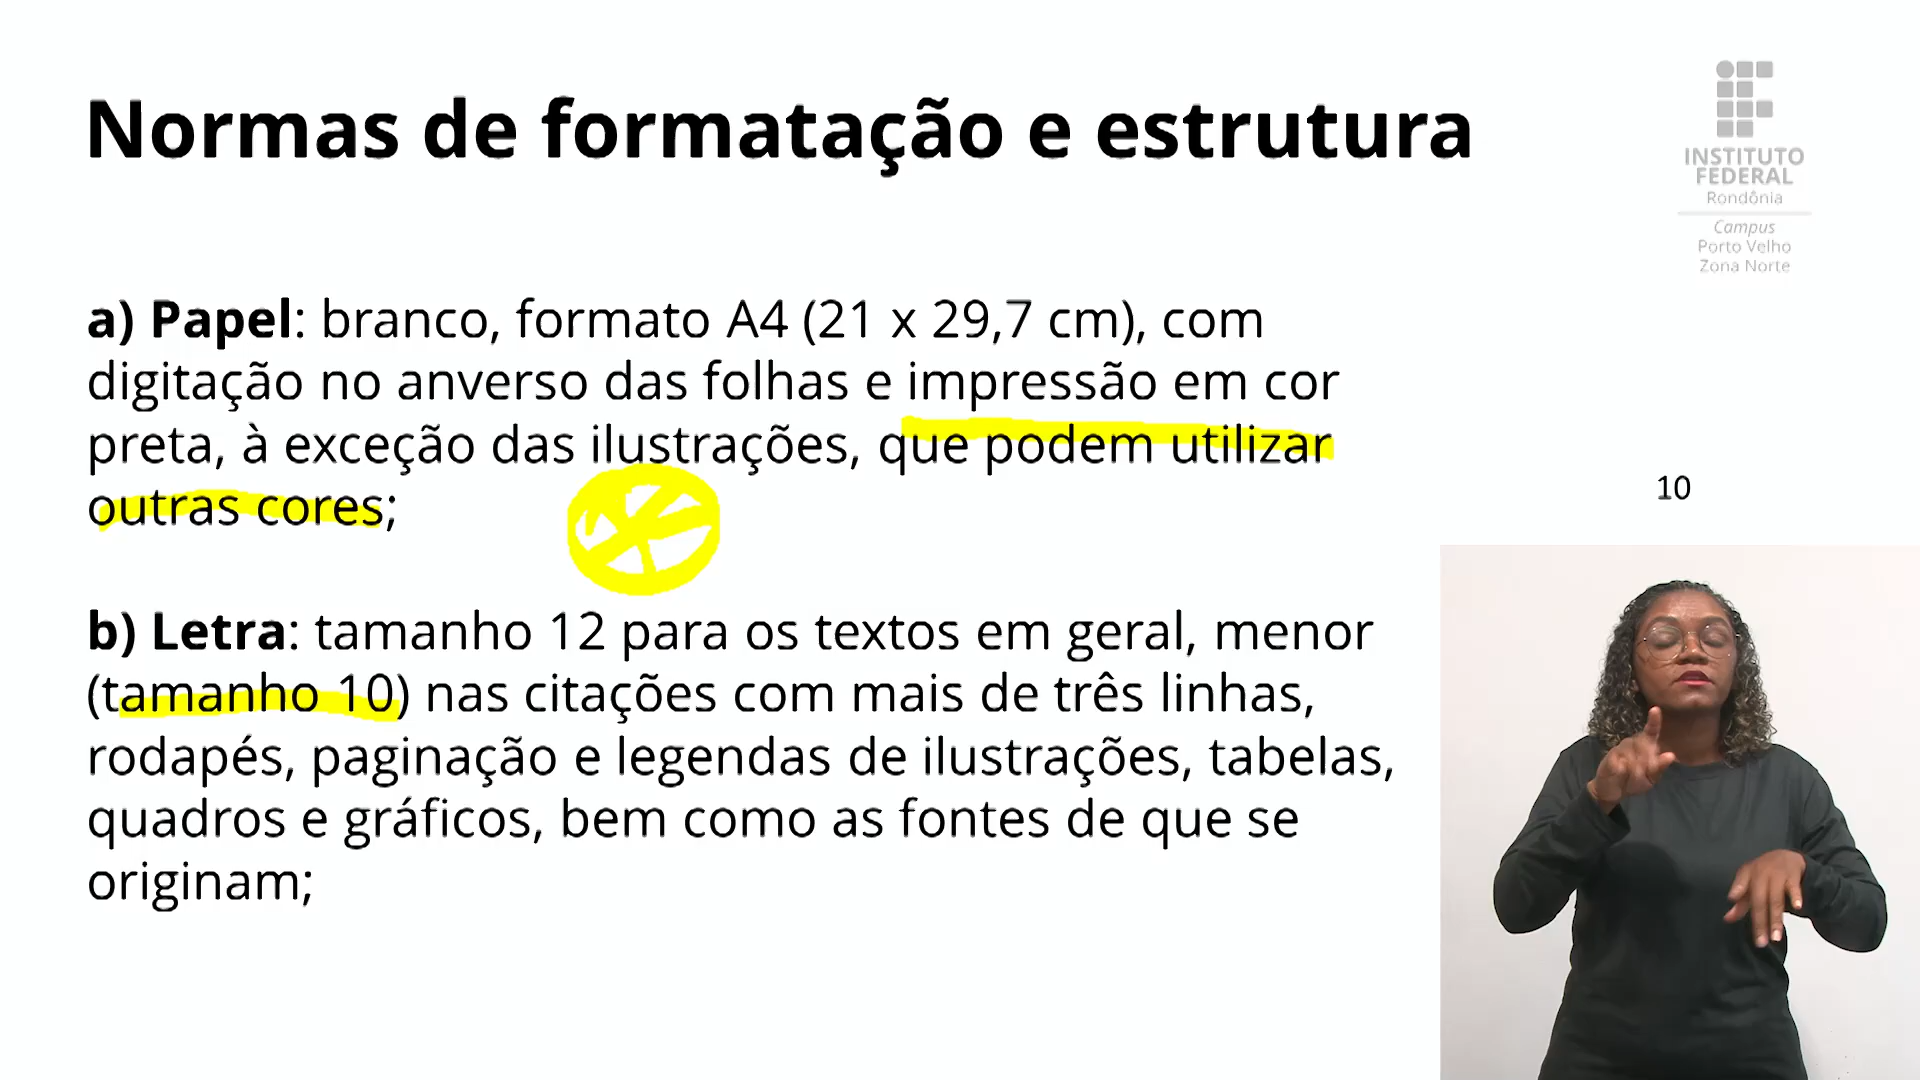 Normas de formatação e estrutura
INSTITUTO
FEDERAL
Rondônia
Campus
Porto Velho
Zona Norte
a) Papel: branco, formato A4 (21 x 29,7 cm), com
digitação no anverso das folhas e impressão em cor
preta, à exceção das ilustrações, que podem utilizar
outras cores;
10
b) Letra: tamanho 12 para os textos em geral, menor
(tamanho 10) nas citações com mais de três linhas,
rodapés, paginação e legendas de ilustrações, tabelas,
quadros e gráficos, bem como as fontes de que se
originam;